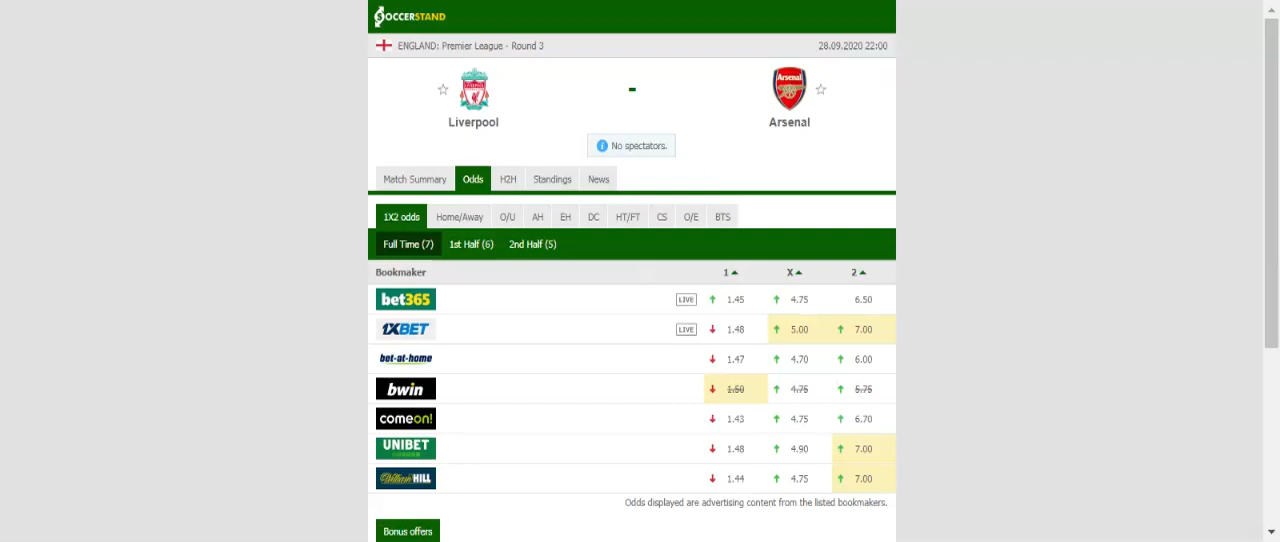 SOCCERSTAND
ENGLAND: Premier League - Round 3 28.09.2020 22:00
Arsenal
-
Liverpool Arsenal
No spectators.
Match Summary Odds H2H Standings News
1X2 odds Home/Away O/U AH EH DC HT/FT CS O/E BTS
Full Time (7) 1st Half (6) 2nd Half (5)
Bookmaker 1 X 2
bet365 LIVE 1.45 4.75 6.50
1XBET LIVE 1.48 5.00 7.00
bet-at-home 1.47 4.70 6.00
bwin 1.50 4.75 5.75
comeon! 1.43 4.75 6.70
UNIBET 1.48 4.90 7.00
William HILL 1.44 4.75 7.00
Odds displayed are advertising content from the listed bookmakers.
Bonus offers